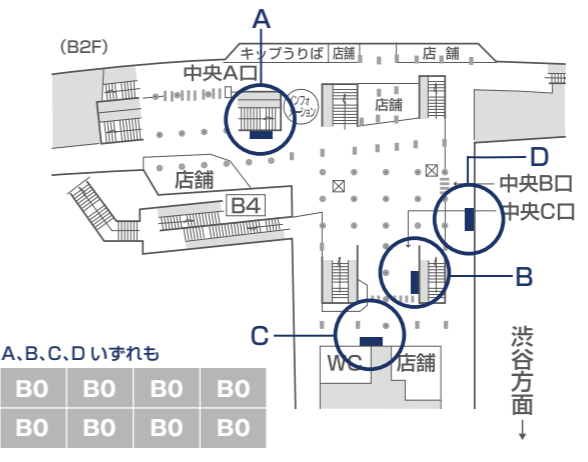 A
(B2F)
キップうりば 店舗 店 舗
中央A口
インフォメーション
店舗
D
中央B口
店舗
中央C口
B4
B
C
A、B、C、D いずれも
WC 店舗
渋谷方面
B0 B0 B0 B0
B0 B0 B0 B0